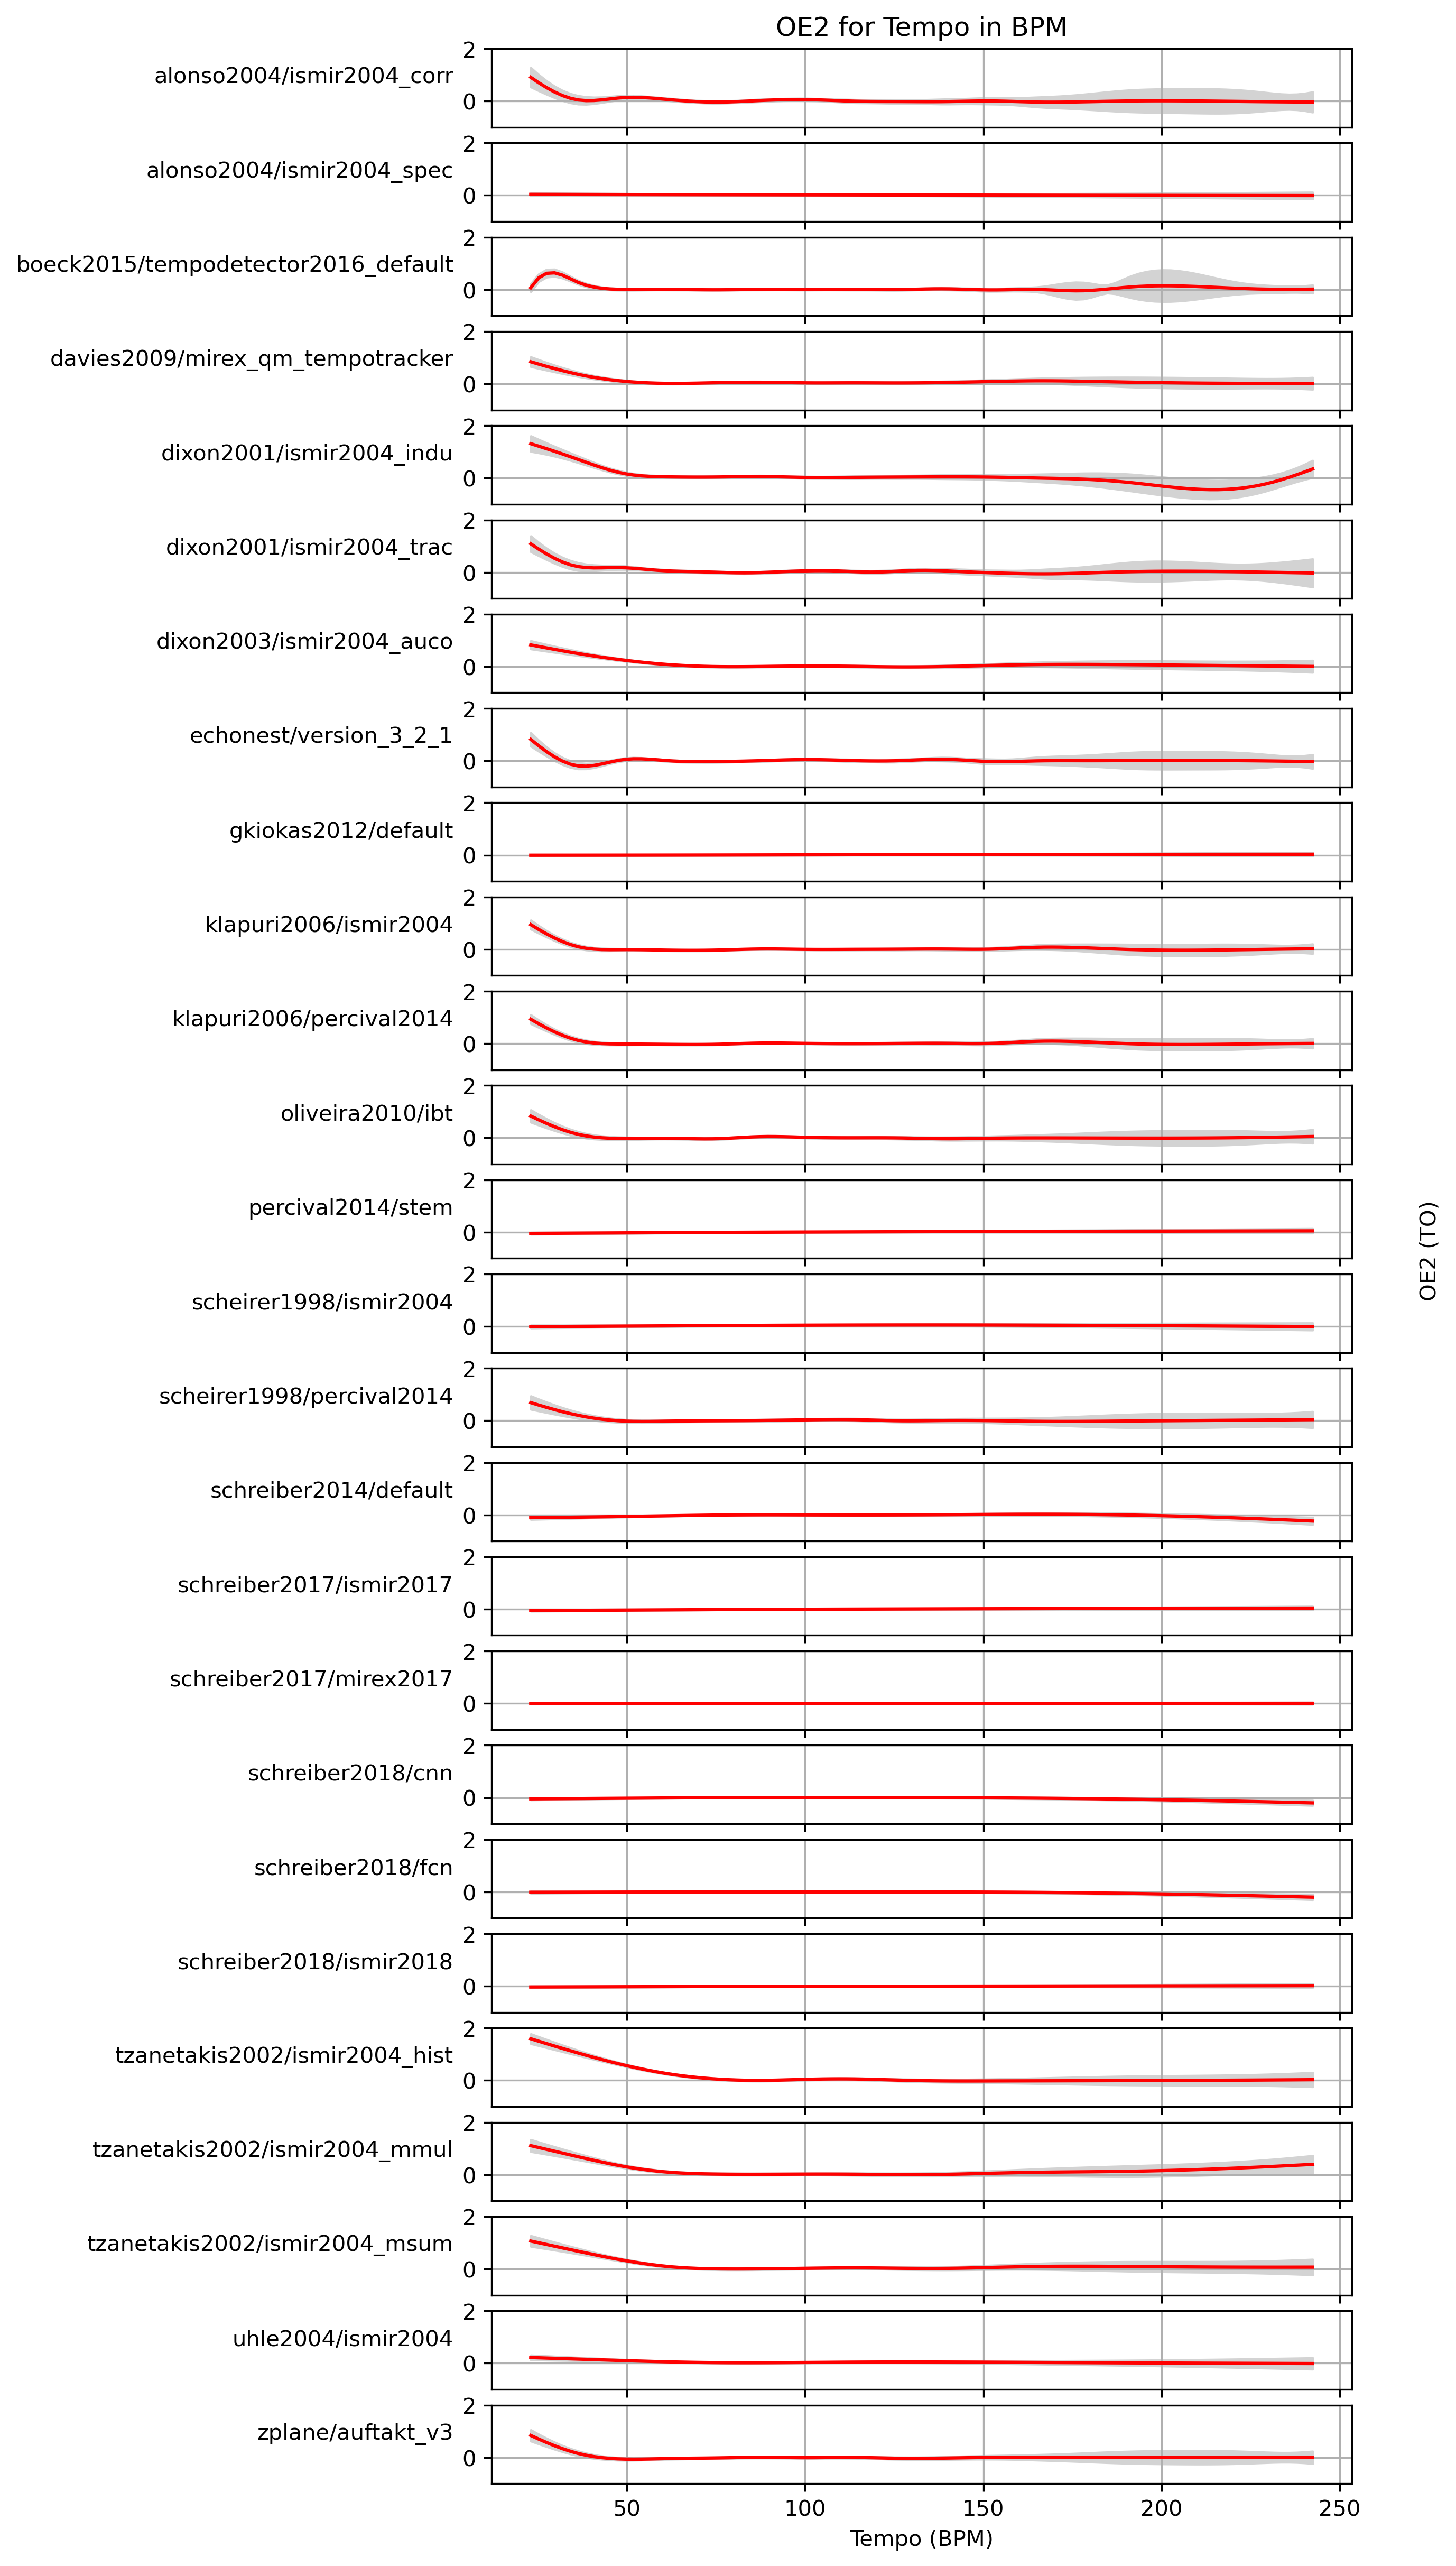 OE2 for Tempo in BPM
alonso2004/ismir2004_corr
2
0
alonso2004/ismir2004_spec
2
0
boeck2015/tempodetector2016_default
2
0
davies2009/mirex_qm_tempotracker
2
0
dixon2001/ismir2004_indu
2
0
dixon2001/ismir2004_trac
2
0
dixon2003/ismir2004_auco
2
0
echonest/version_3_2_1
2
0
gkiokas2012/default
2
0
klapuri2006/ismir2004
2
0
klapuri2006/percival2014
2
0
oliveira2010/ibt
2
0
percival2014/stem
2
0
scheirer1998/ismir2004
2
0
scheirer1998/percival2014
2
0
schreiber2014/default
2
0
schreiber2017/ismir2017
2
0
schreiber2017/mirex2017
2
0
schreiber2018/cnn
2
0
schreiber2018/fcn
2
0
schreiber2018/ismir2018
2
0
tzanetakis2002/ismir2004_hist
2
0
tzanetakis2002/ismir2004_mmul
2
0
tzanetakis2002/ismir2004_msum
2
0
uhle2004/ismir2004
2
0
zplane/auftakt_v3
2
0
50 100 150 200 250
Tempo (BPM)
OE2 (TO)